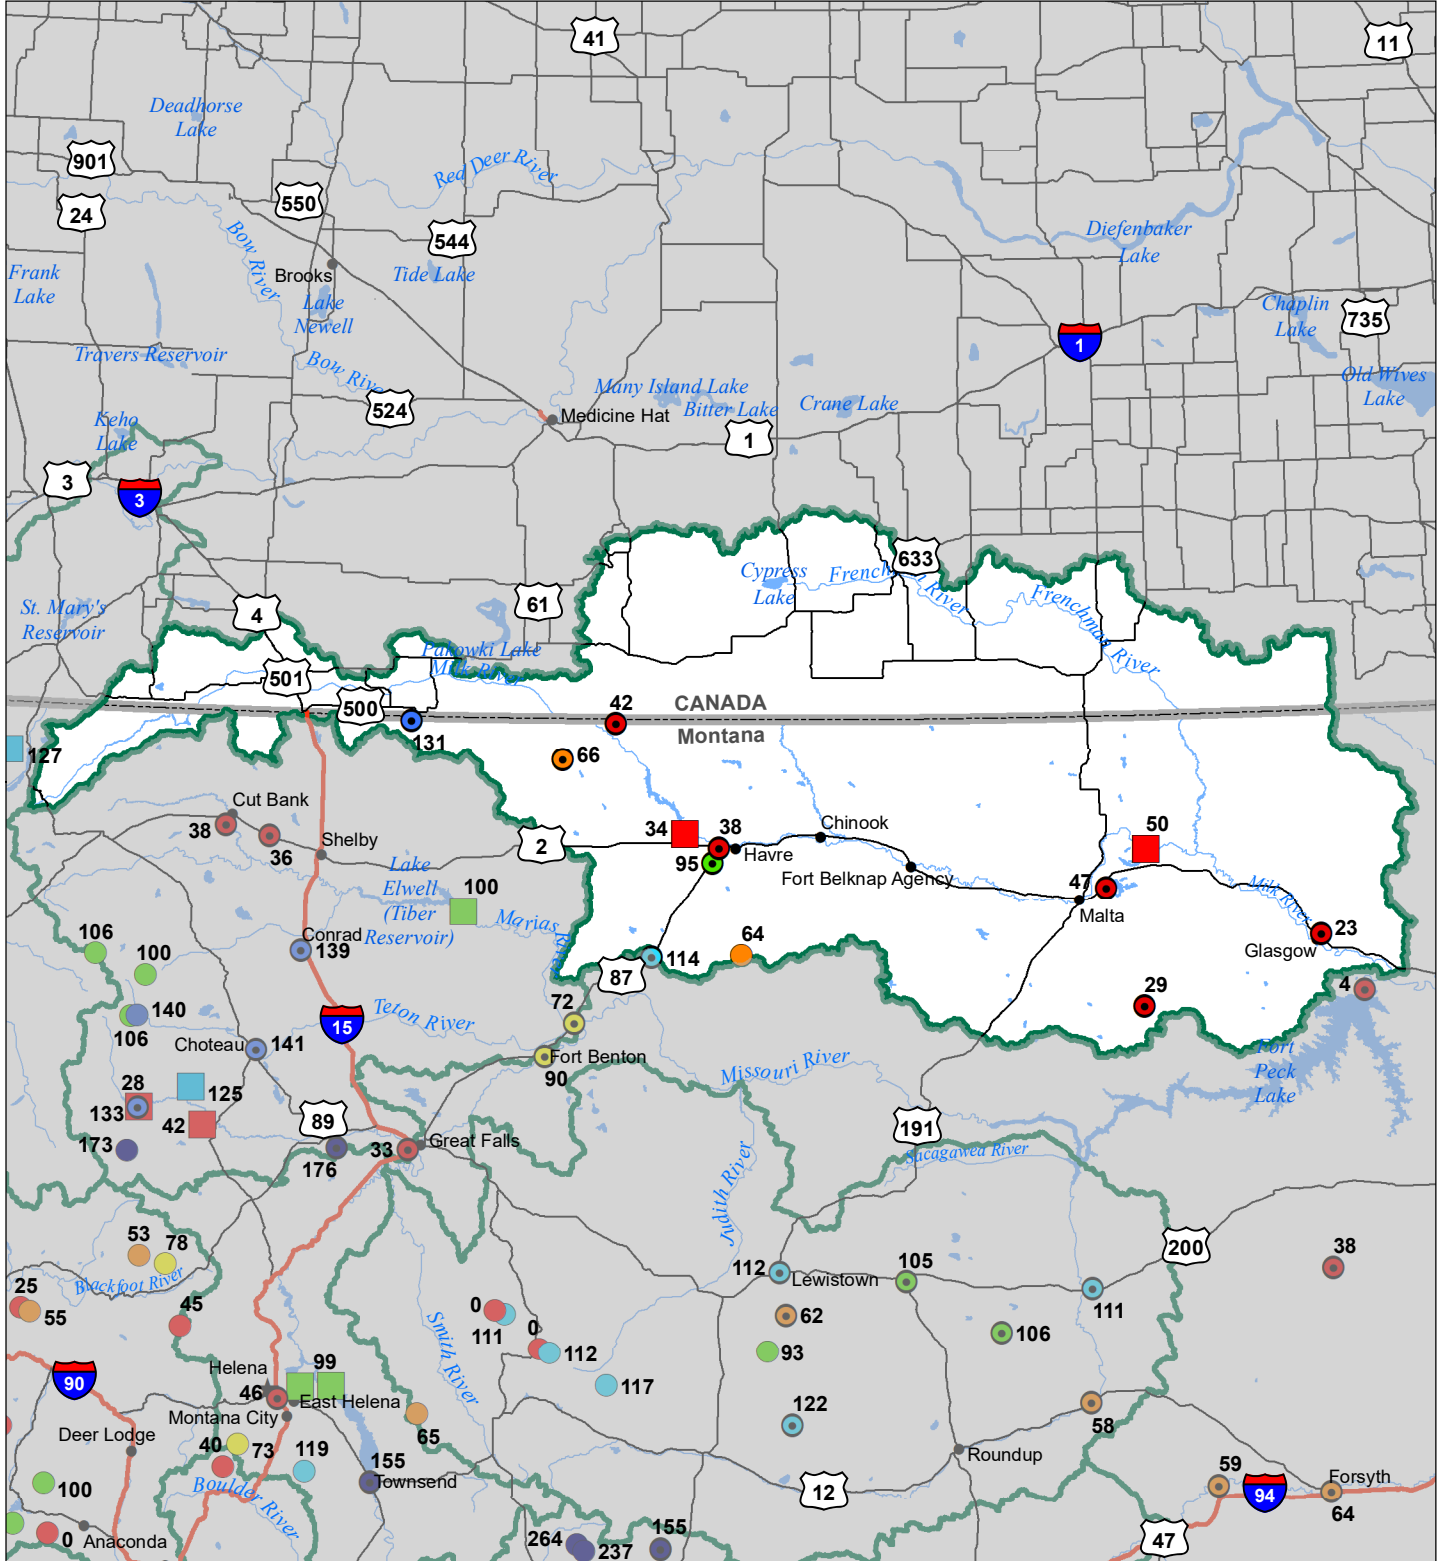 41
11
Deadhorse
Lake
901
Red Deer River
24
550
544
Bow River
Diefenbaker
Lake
Frank
Lake
Brooks
Tide Lake
Lake
Newell
Chaplin
Lake
735
1
Travers Reservoir
Bow River
524
Many Island Lake
Bitter Lake
Crane Lake
Old Wives
Lake
Keho
Lake
Medicine Hat
1
3
3
633
Cypress
Lake
Frenchman River
Frenchman River
St. Mary's
Reservoir
4
61
Pakowki Lake
Milk River
501
500
42
CANADA
Montana
131
127
66
Cut Bank
38
36
Shelby
2
34
38
Chinook
50
95
Havre
Lake
Elwell
(Tiber
Reservoir)
Fort Belknap Agency
47
Malta
Milk River
100
Marias River
23
Glasgow
106
100
Conrad
139
114
64
87
29
4
140
106
Teton River
72
15
Choteau
141
Fort Benton
90
Missouri River
Fort
Peck
Lake
28
133
125
42
89
173
176
33
Great Falls
191
Sacagawea River
Judith River
53
78
Blackfoot River
200
38
25
55
45
112
Lewistown
105
111
0
111
0
112
62
106
Smith River
93
117
90
Helena
99
46
East Helena
Montana City
65
122
58
Deer Lodge
40
73
119
155
Townsend
Roundup
100
Boulder River
12
59
94
Forsyth
64
0
Anaconda
264
237
155
47